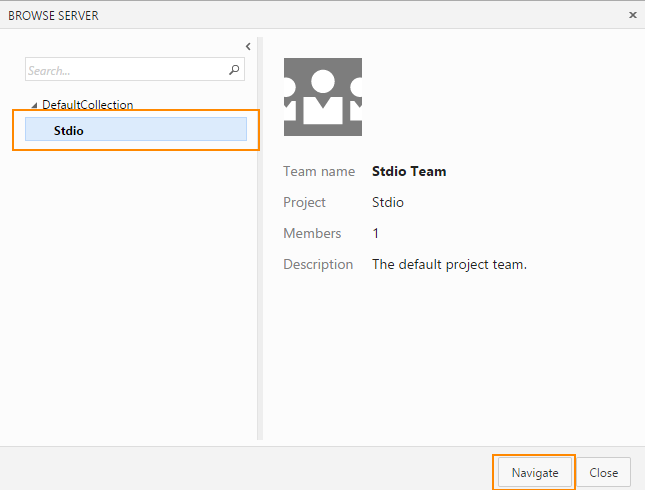 BROWSE SERVER
Search...
DefaultCollection
Stdio
Team name Stdio Team
Project Stdio
Members 1
Description The default project team.
Navigate Close